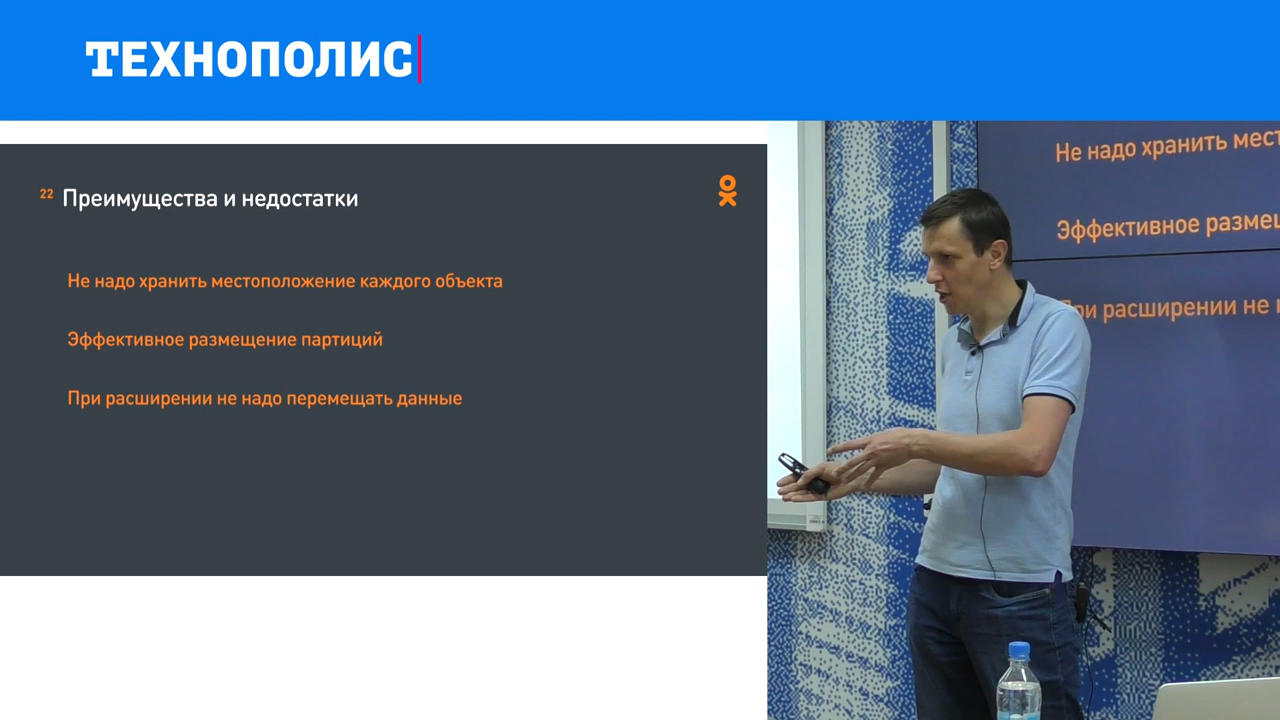 ТЕХНОПОЛИС
22 Преимущества и недостатки
Не надо хранить местоположение каждого объекта
Эффективное размещение партиций
При расширении не надо перемещать данные
Не надо хранить мест
Эффективное размещ
При расширении не